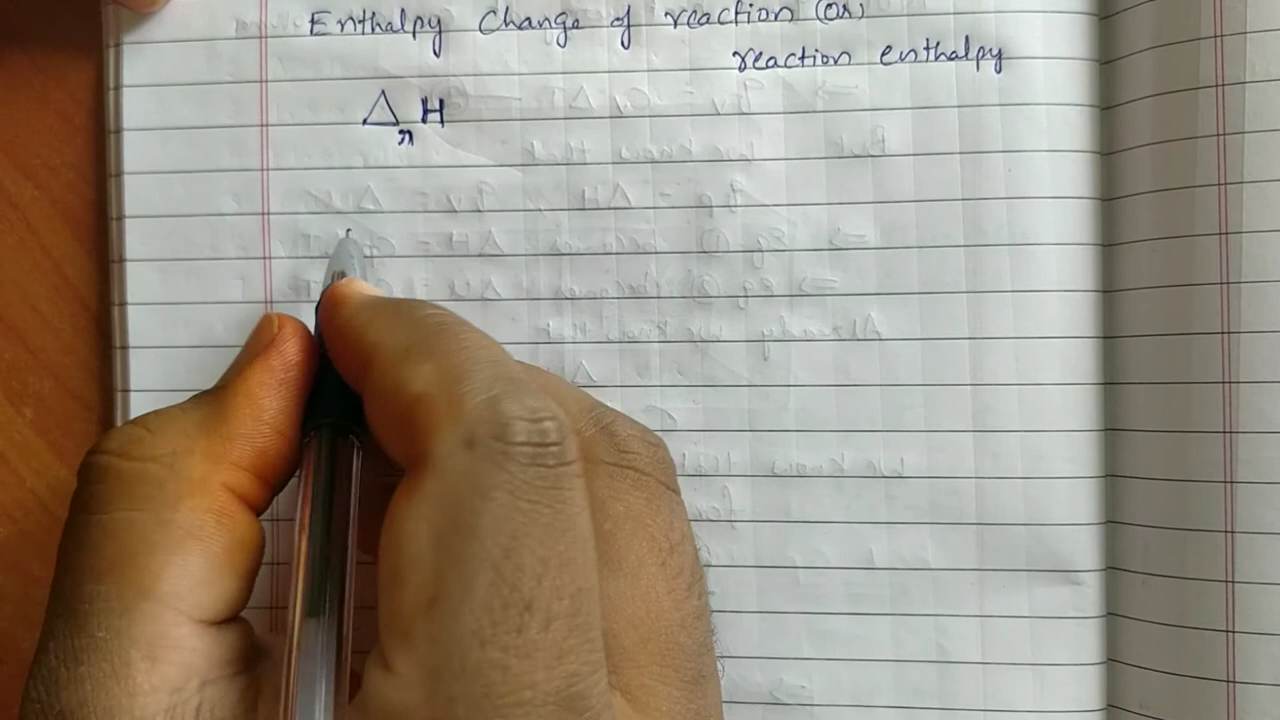 Enthalpy Change of reaction (or)
reaction enthalpy
ΔrH